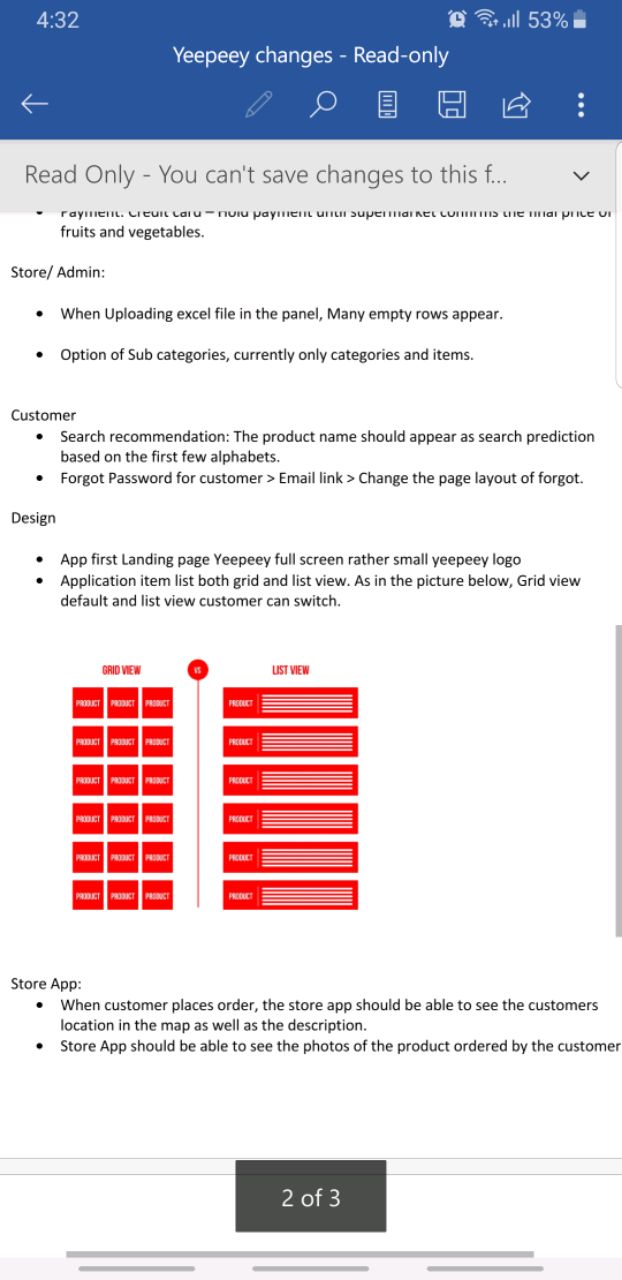 4:32
53%
Yeepeey changes - Read-only
Read Only - You can't save changes to this f...
• Payment: Credit card – Hold payment until supermarket confirms the final price of
fruits and vegetables.
Store/ Admin:
• When Uploading excel file in the panel, Many empty rows appear.
• Option of Sub categories, currently only categories and items.
Customer
• Search recommendation: The product name should appear as search prediction
based on the first few alphabets.
• Forgot Password for customer > Email link > Change the page layout of forgot.
Design
• App first Landing page Yeepeey full screen rather small yeepeey logo
• Application item list both grid and list view. As in the picture below, Grid view
default and list view customer can switch.
GRID VIEW VS LIST VIEW
PRODUCT PRODUCT PRODUCT PRODUCT
PRODUCT PRODUCT PRODUCT PRODUCT
PRODUCT PRODUCT PRODUCT PRODUCT
PRODUCT PRODUCT PRODUCT PRODUCT
PRODUCT PRODUCT PRODUCT PRODUCT
PRODUCT PRODUCT PRODUCT PRODUCT
Store App:
• When customer places order, the store app should be able to see the customers
location in the map as well as the description.
• Store App should be able to see the photos of the product ordered by the customer
2 of 3